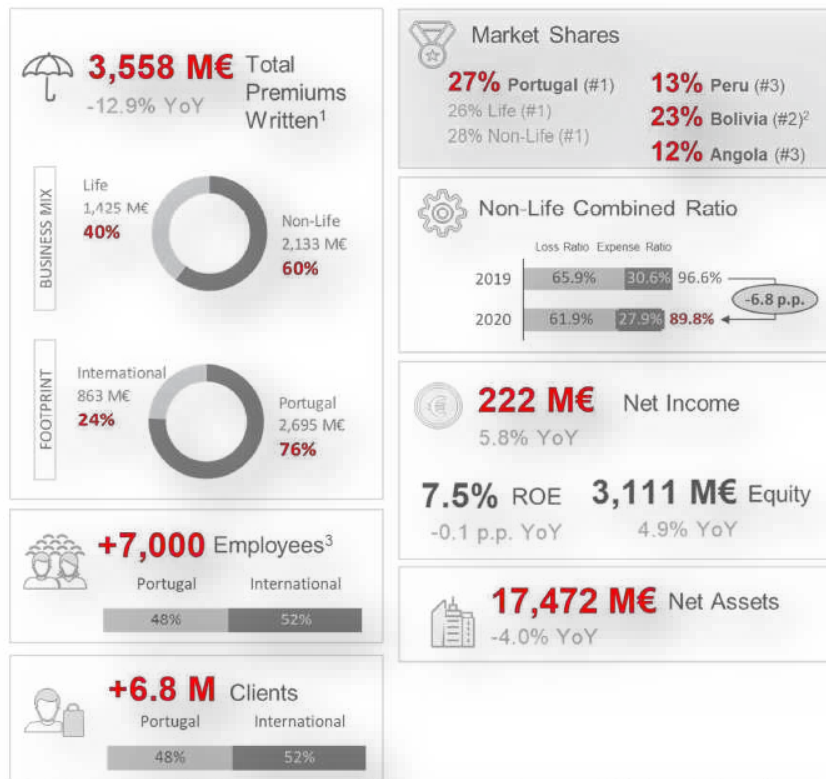 3,558 M€ Total Premiums Written¹
-12.9% YoY
BUSINESS MIX
Life
1,425 M€
40%
Non-Life
2,133 M€
60%
FOOTPRINT
International
863 M€
24%
Portugal
2,695 M€
76%
+7,000 Employees³
Portugal International
48% 52%
+6.8 M Clients
Portugal International
48% 52%
Market Shares
27% Portugal (#1)
26% Life (#1)
28% Non-Life (#1)
13% Peru (#3)
23% Bolivia (#2)²
12% Angola (#3)
Non-Life Combined Ratio
Loss Ratio Expense Ratio
2019 65.9% 30.6% 96.6%
-6.8 p.p.
2020 61.9% 27.9% 89.8%
222 M€ Net Income
5.8% YoY
7.5% ROE
-0.1 p.p. YoY
3,111 M€ Equity
4.9% YoY
17,472 M€ Net Assets
-4.0% YoY